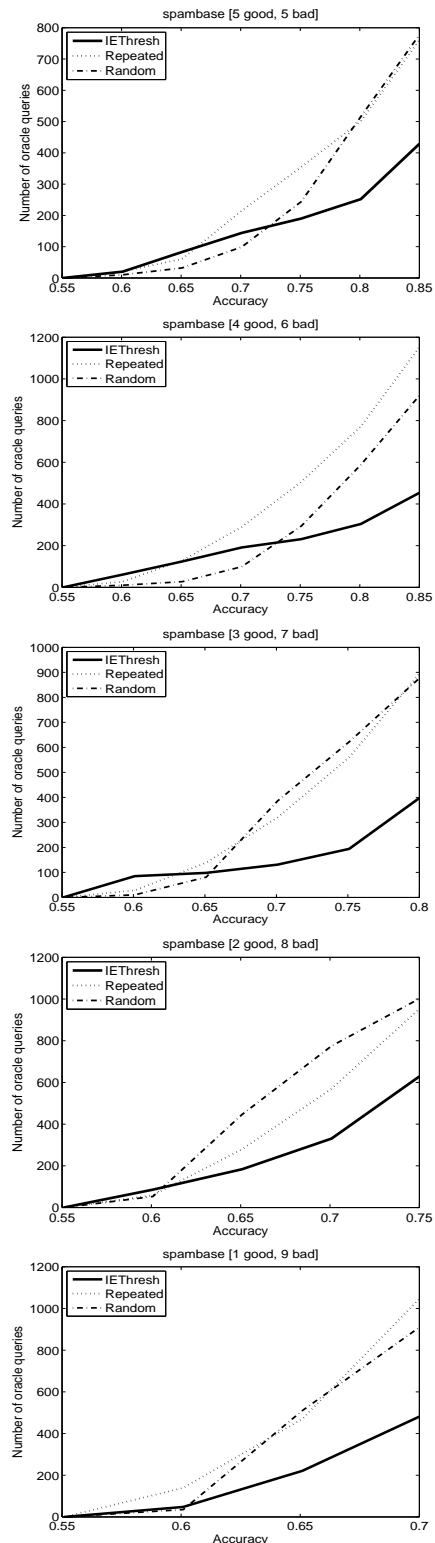 spambase [5 good, 5 bad]
800
700
600
500
400
300
200
100
0
Number of oracle queries
IEThresh
Repeated
Random
0.55 0.6 0.65 0.7 0.75 0.8 0.85
Accuracy
spambase [4 good, 6 bad]
1200
1000
800
600
400
200
0
Number of oracle queries
IEThresh
Repeated
Random
0.55 0.6 0.65 0.7 0.75 0.8 0.85
Accuracy
spambase [3 good, 7 bad]
1000
900
800
700
600
500
400
300
200
100
0
Number of oracle queries
IEThresh
Repeated
Random
0.55 0.6 0.65 0.7 0.75 0.8
Accuracy
spambase [2 good, 8 bad]
1200
1000
800
600
400
200
0
Number of oracle queries
IEThresh
Repeated
Random
0.55 0.6 0.65 0.7 0.75
Accuracy
spambase [1 good, 9 bad]
1200
1000
800
600
400
200
0
Number of oracle queries
IEThresh
Repeated
Random
0.55 0.6 0.65 0.7
Accuracy